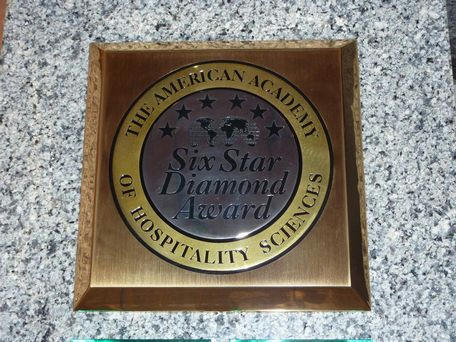 THE AMERICAN ACADEMY
OF HOSPITALITY SCIENCES
Six Star
Diamond
Award